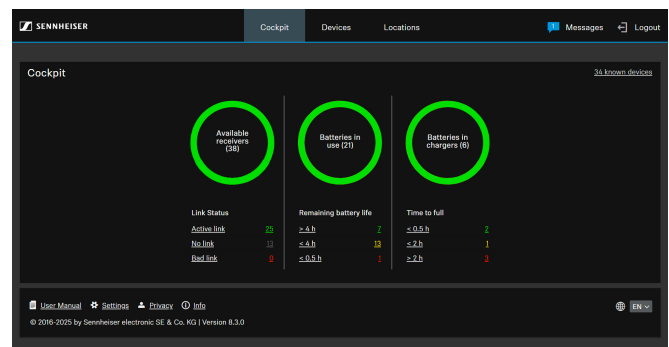 SENNHEISER
Cockpit
Devices
Locations
1
Messages
Logout
Cockpit
34 known devices
Available
receivers
(38)
Batteries in
use (21)
Batteries in
chargers (6)
Link Status
Active link 25
No link 13
Bad link 0
Remaining battery life
> 4 h 7
< 4 h 13
< 0.5 h 1
Time to full
< 0.5 h 2
< 2 h 1
> 2 h 3
User Manual Settings Privacy Info
© 2016-2025 by Sennheiser electronic SE & Co. KG | Version 8.3.0
EN